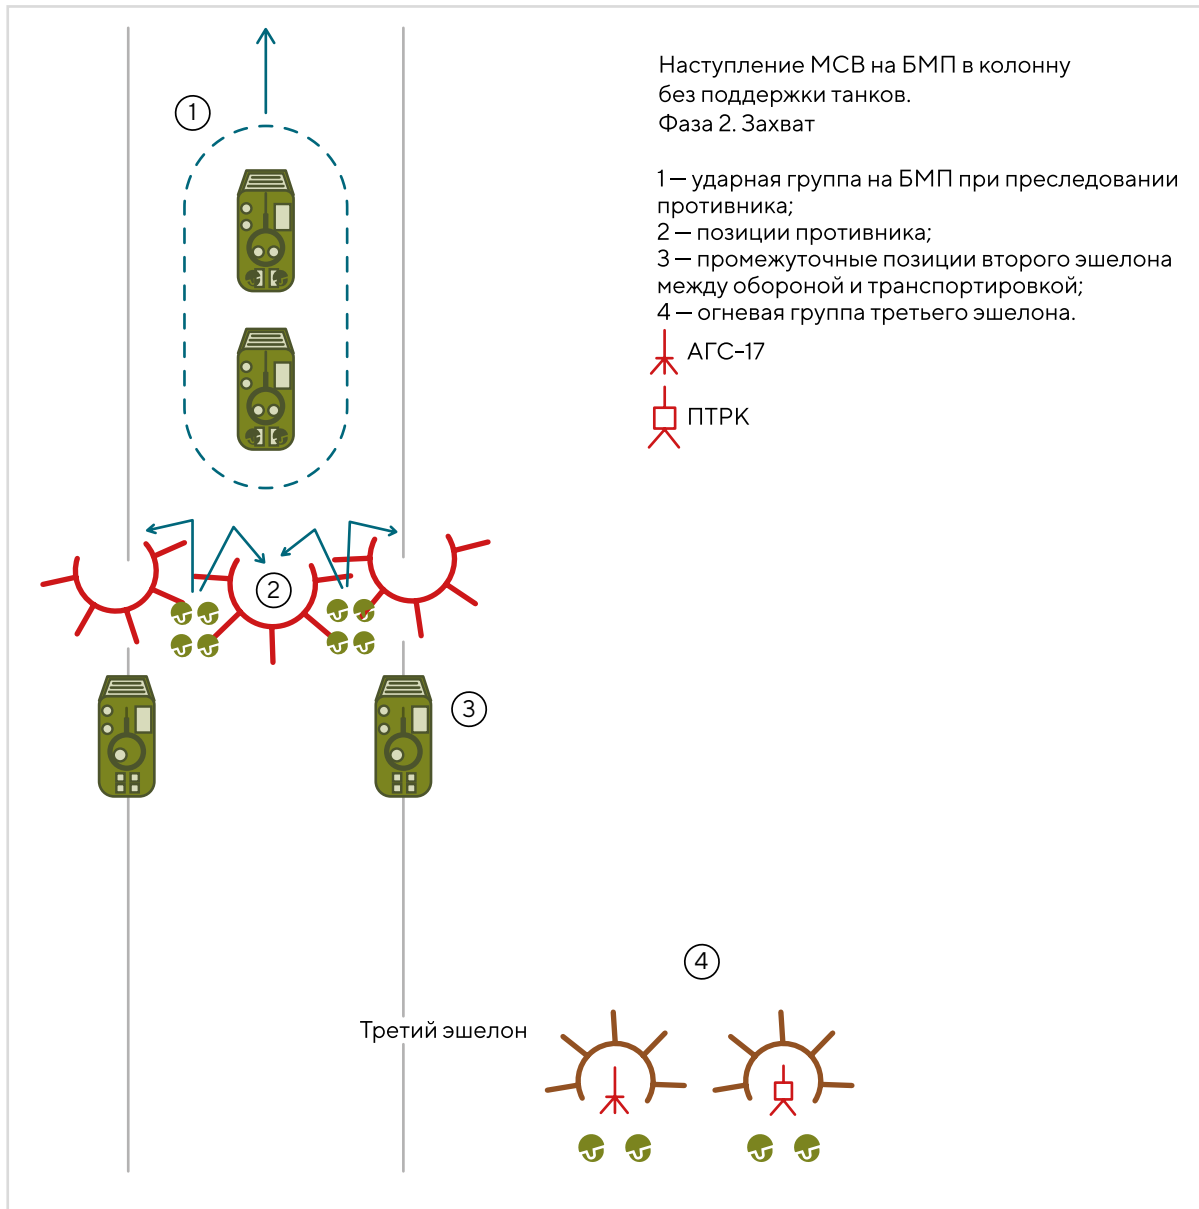 Наступление МСВ на БМП в колонну
без поддержки танков.
Фаза 2. Захват
1 — ударная группа на БМП при преследовании
противника;
2 — позиции противника;
3 — промежуточные позиции второго эшелона
между обороной и транспортировкой;
4 — огневая группа третьего эшелона.
АГС-17
ПТРК
1
2
3
4
Третий эшелон